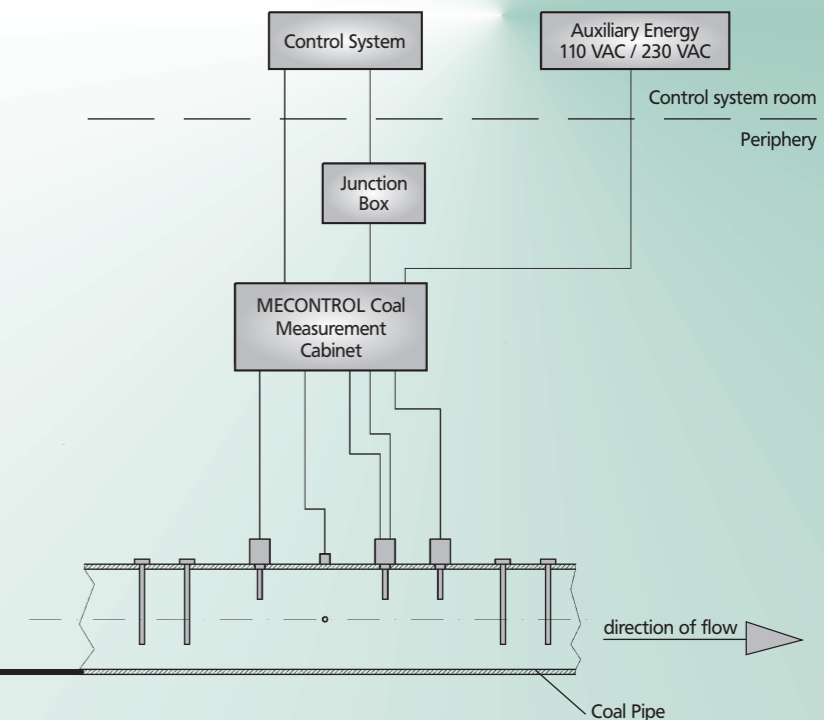 Control System
Auxiliary Energy
110 VAC / 230 VAC
Control system room
Periphery
Junction
Box
MECONTROL Coal
Measurement
Cabinet
direction of flow
Coal Pipe